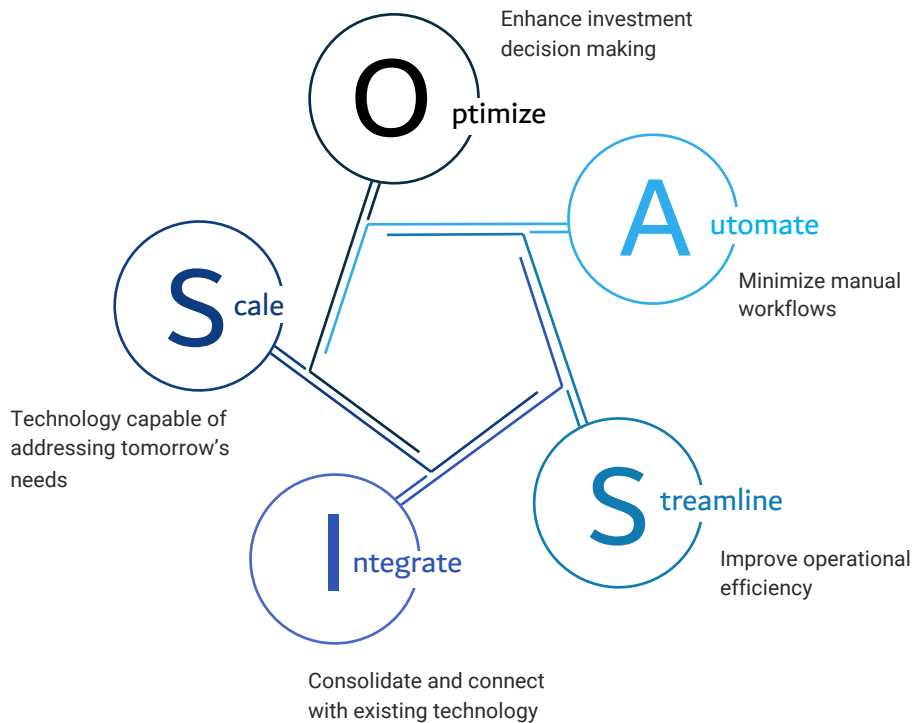 Enhance investment
decision making
Optimize
Automate
Minimize manual
workflows
Streamline
Improve operational
efficiency
Integrate
Consolidate and connect
with existing technology
Scale
Technology capable of
addressing tomorrow’s
needs